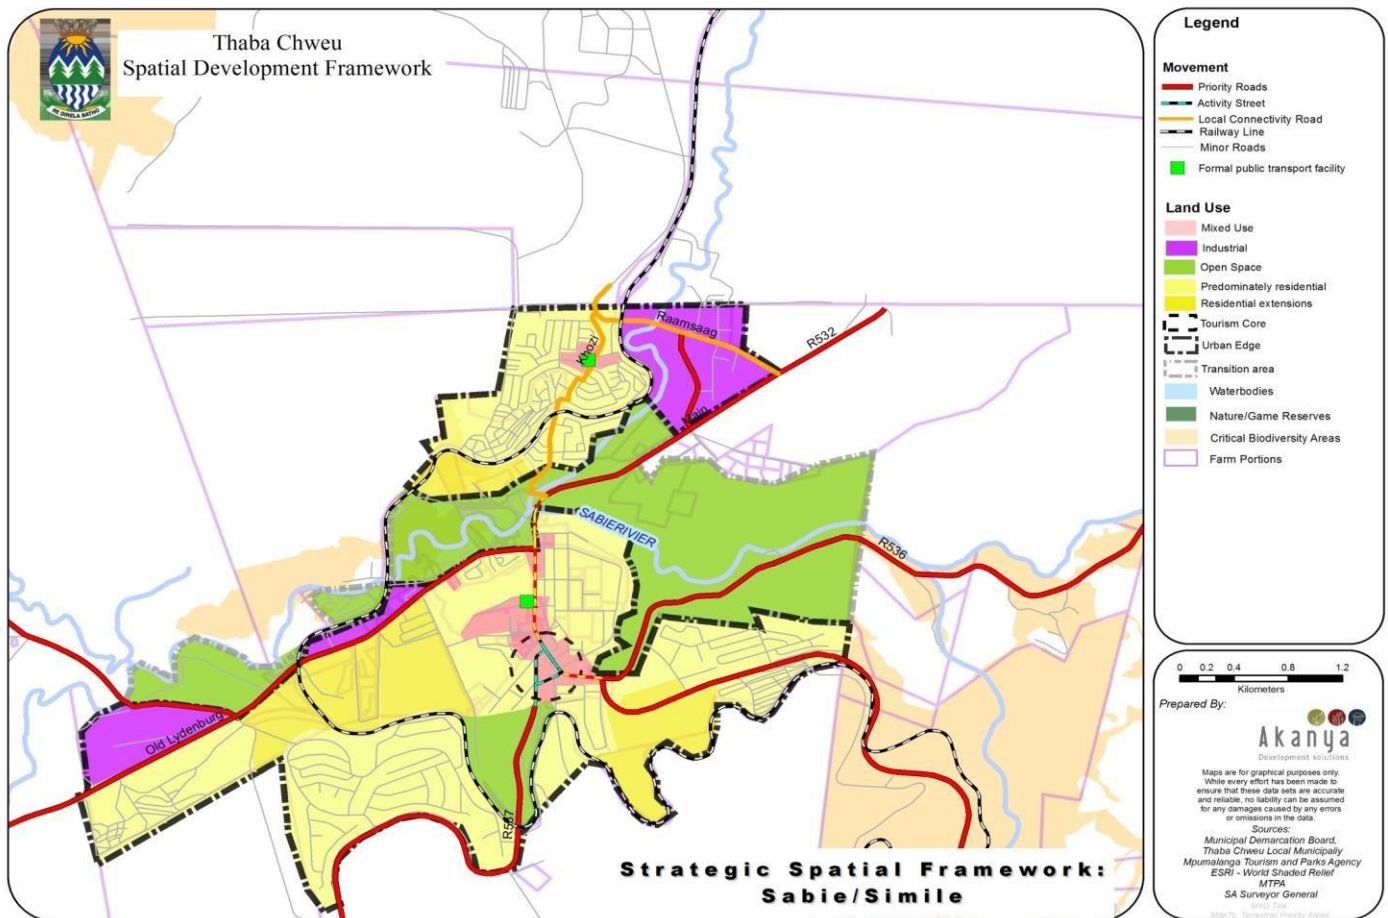 Thaba Chweu
Spatial Development Framework
RE DIRELA BATHO
Khozi
Raamsaag
R532
Main
SABIERIVIER
R536
Old Lydenburg
R537
Strategic Spatial Framework:
Sabie/Simile
Legend
Movement
Priority Roads
Activity Street
Local Connectivity Road
Railway Line
Minor Roads
Formal public transport facility
Land Use
Mixed Use
Industrial
Open Space
Predominately residential
Residential extensions
Tourism Core
Urban Edge
Transition area
Waterbodies
Nature/Game Reserves
Critical Biodiversity Areas
Farm Portions
0 0.2 0.4 0.8 1.2
Kilometers
Prepared By:
Akanya
Development solutions
Maps are for graphical purposes only.
While every effort has been made to
ensure that these data sets are accurate
and reliable, no liability can be assumed
for any damages caused by any errors
or omissions in the data.
Sources:
Municipal Demarcation Board,
Thaba Chweu Local Municipaliy
Mpumalanga Tourism and Parks Agency
ESRI - World Shaded Relief
MTPA
SA Surveyor General
MXD Title
Terrestrial Priority Areas